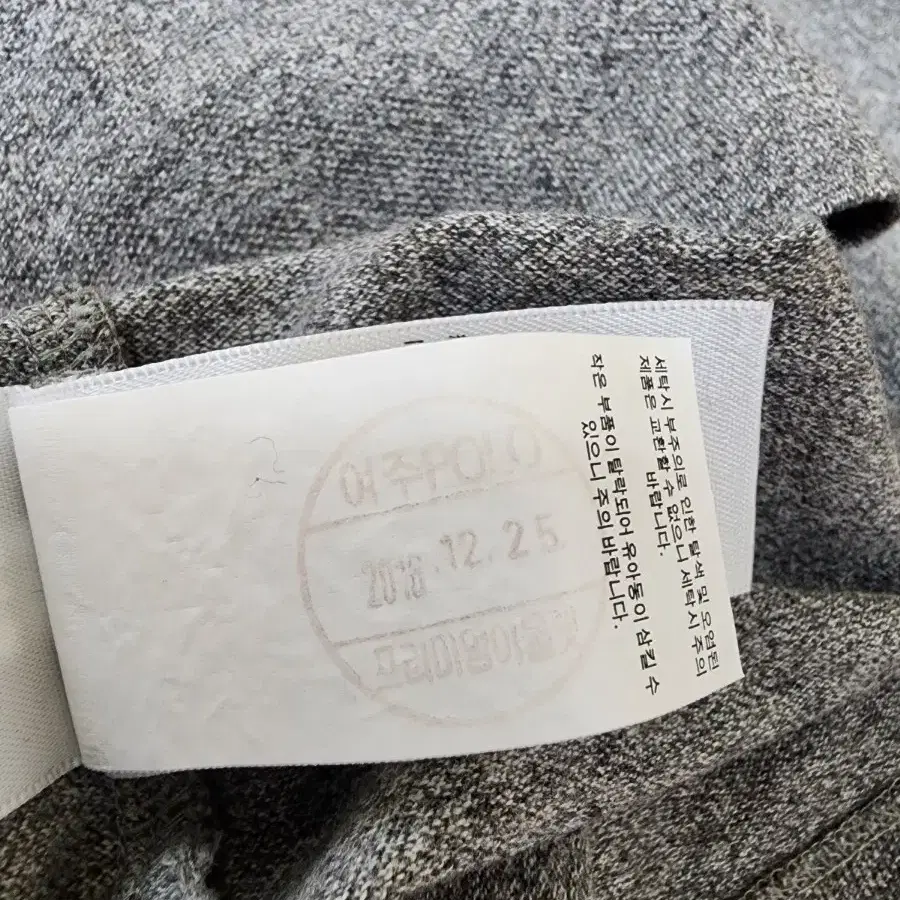 여주POLO
2018.12.25
세탁시 부주의로 인한 탈색 및 오염된
제품은 교환할 수 없으니 세탁시 주의
바랍니다.
작은 부품이 탈락되어 유아동이 삼킬 수
있으니 주의 바랍니다.